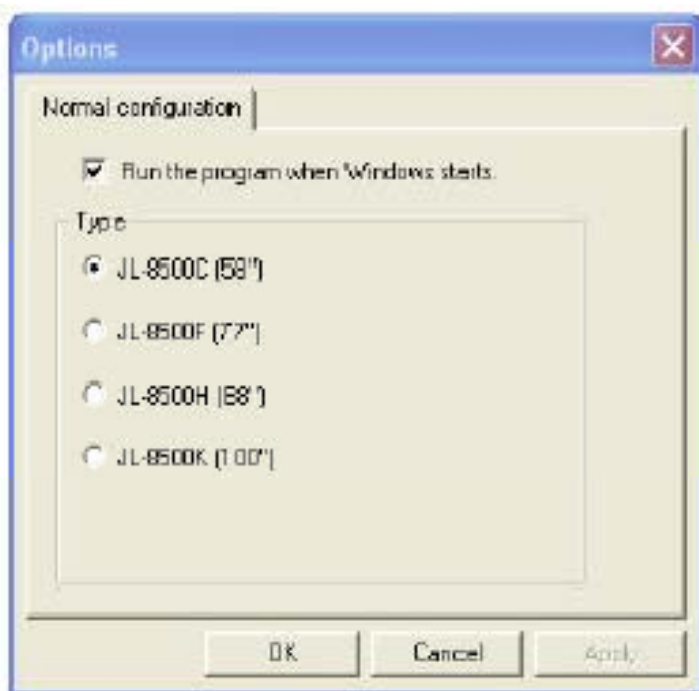 Options
Normal configuration
Run the program when Windows starts.
Type
JL-8500C (58")
JL-8500F (77")
JL-8500H (88")
JL-8500K (100")
OK
Cancel
Apply